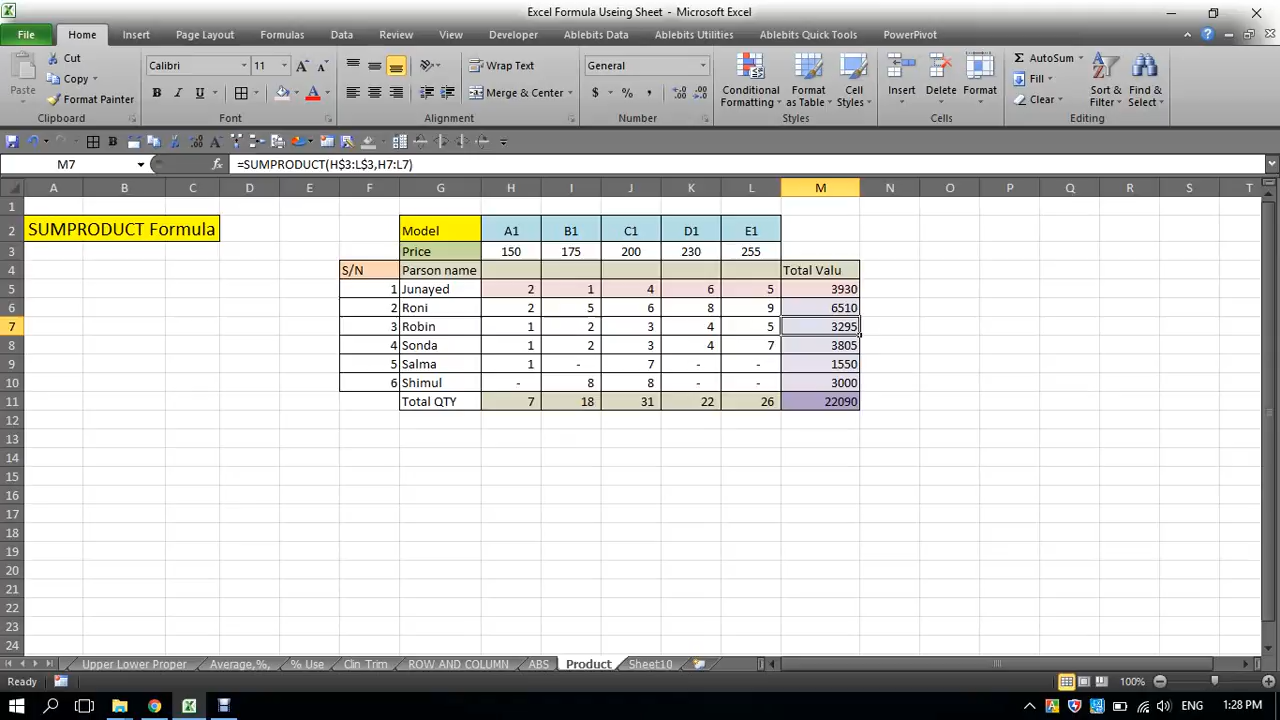 Excel Formula Useing Sheet - Microsoft Excel
File Home Insert Page Layout Formulas Data Review View Developer Ablebits Data Ablebits Utilities Ablebits Quick Tools PowerPivot
Paste Cut Copy Format Painter
Calibri 11
Wrap Text
Merge & Center
General
Conditional Formatting Format as Table Cell Styles
Insert Delete Format
AutoSum Fill Clear
Sort & Filter Find & Select
Clipboard Font Alignment Number Styles Cells Editing
M7 fx =SUMPRODUCT(H$3:L$3,H7:L7)
A B C D E F G H I J K L M N O P Q R S T
1
2 SUMPRODUCT Formula Model A1 B1 C1 D1 E1
3 Price 150 175 200 230 255
4 S/N Parson name Total Valu
5 1 Junayed 2 1 4 6 5 3930
6 2 Roni 2 5 6 8 9 6510
7 3 Robin 1 2 3 4 5 3295
8 4 Sonda 1 2 3 4 7 3805
9 5 Salma 1 - 7 - - 1550
10 6 Shimul - 8 8 - - 3000
11 Total QTY 7 18 31 22 26 22090
12
13
14
15
16
17
18
19
20
21
22
23
24
Upper Lower Proper Average,%, % Use Clin Trim ROW AND COLUMN ABS Product Sheet10
Ready 100%
ENG 1:28 PM